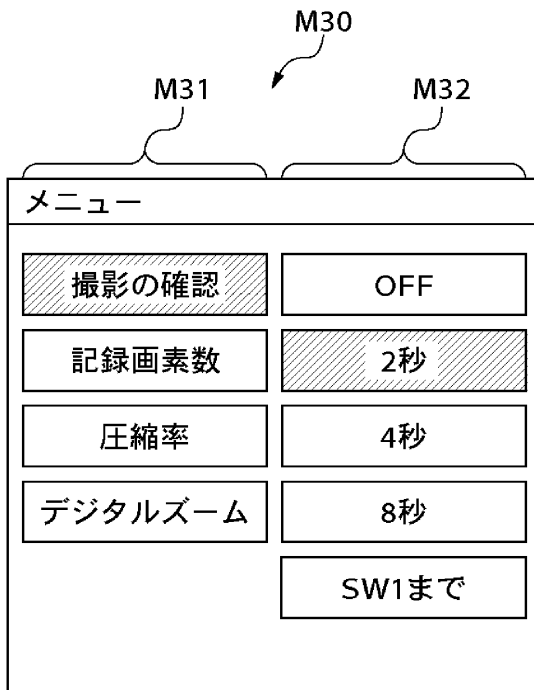 M30
M31 M32
メニュー
撮影の確認 OFF
記録画素数 2秒
圧縮率 4秒
デジタルズーム 8秒
SW1まで